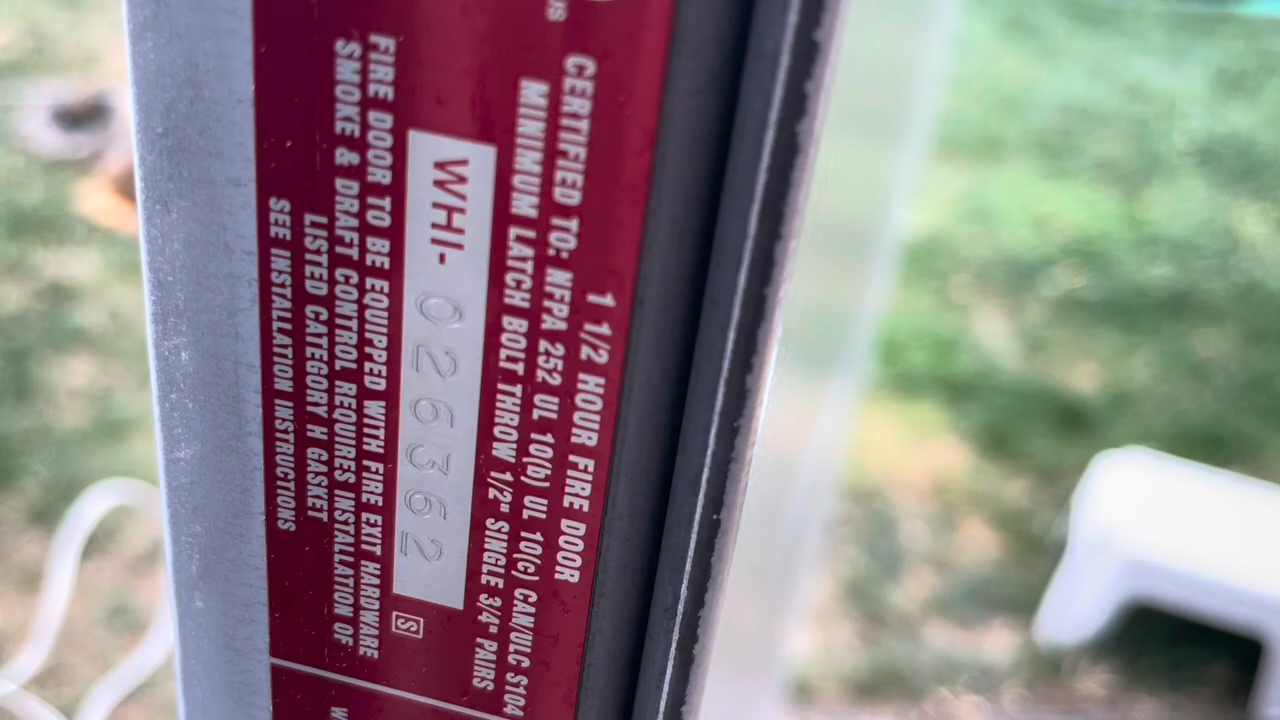 US
1 1/2 HOUR FIRE DOOR
CERTIFIED TO: NFPA 252 UL 10(b) UL 10(c) CAN/ULC S104
MINIMUM LATCH BOLT THROW 1/2" SINGLE 3/4" PAIRS
WHI- 026362
S
FIRE DOOR TO BE EQUIPPED WITH FIRE EXIT HARDWARE
SMOKE & DRAFT CONTROL REQUIRES INSTALLATION OF
LISTED CATEGORY H GASKET
SEE INSTALLATION INSTRUCTIONS